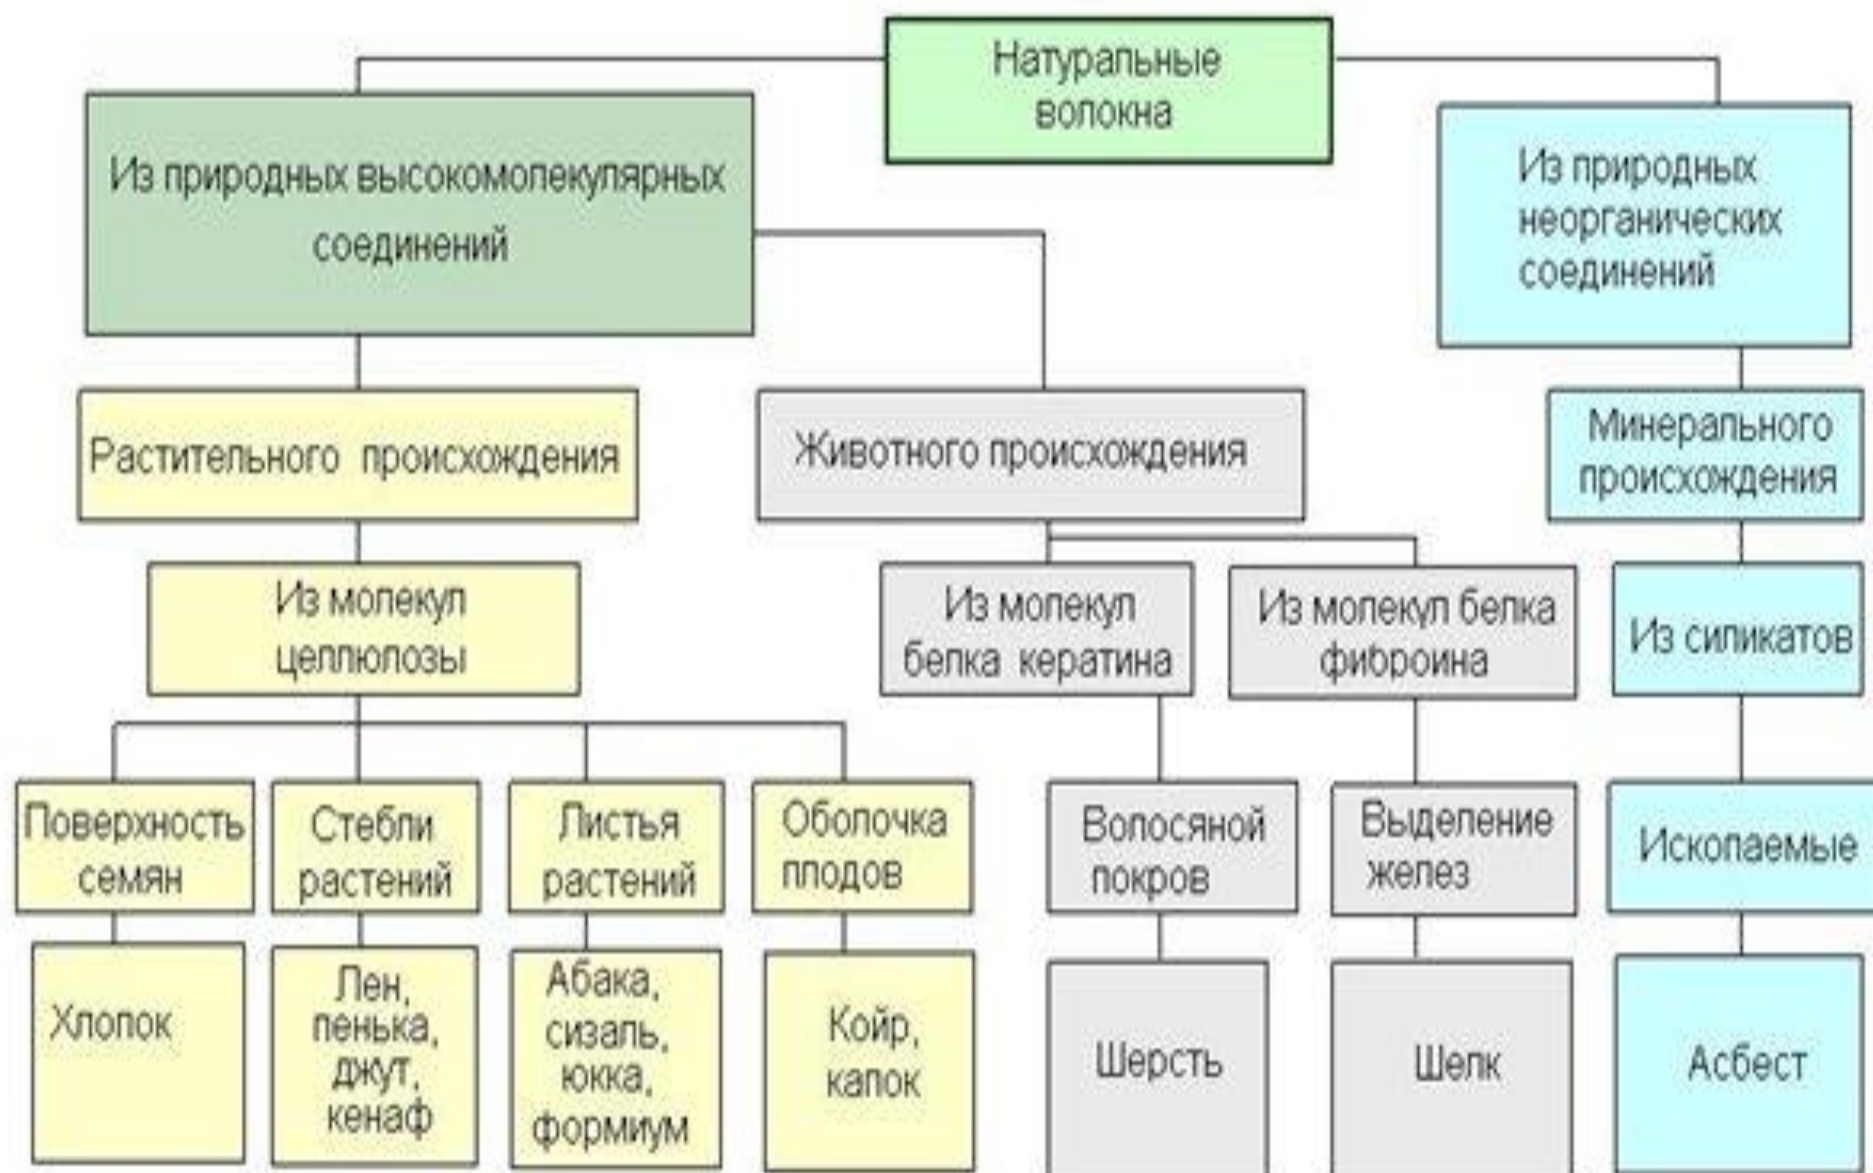 Натуральные
волокна
Из природных высокомолекулярных
соединений
Из природных
неорганических
соединений
Растительного происхождения
Животного происхождения
Минерального
происхождения
Из молекул
целлюлозы
Из молекул
белка кератина
Из молекул белка
фиброина
Из силикатов
Поверхность
семян
Стебли
растений
Листья
растений
Оболочка
плодов
Волосяной
покров
Выделение
желез
Ископаемые
Хлопок
Лен,
пенька,
джут,
кенаф
Абака,
сизаль,
юкка,
формиум
Койр,
капок
Шерсть
Шелк
Асбест